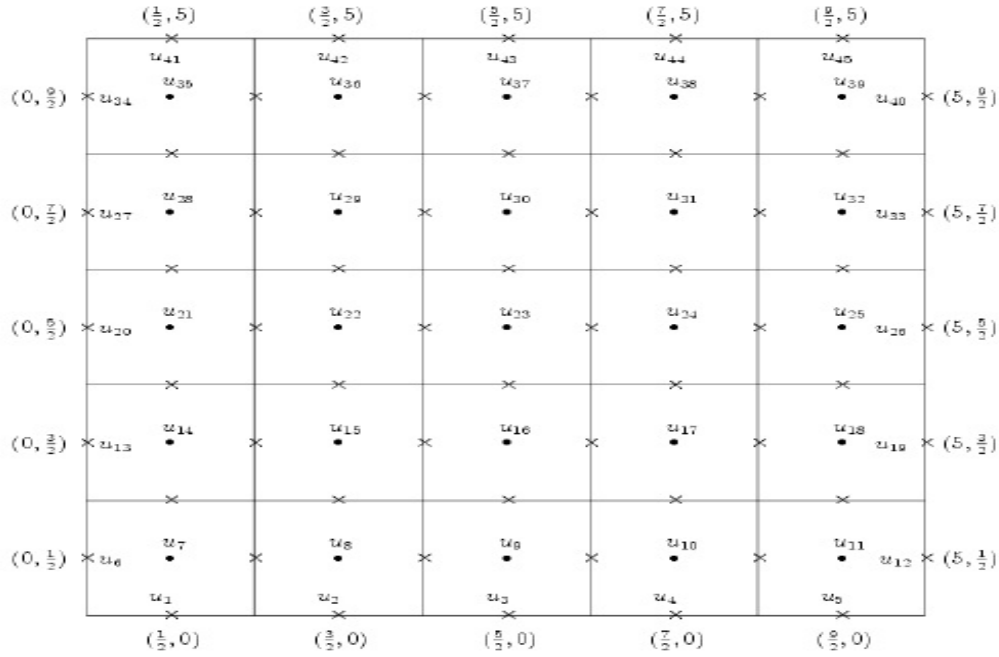 (1/2, 5) (3/2, 5) (5/2, 5) (7/2, 5) (9/2, 5)
u₄₁ u₄₂ u₄₃ u₄₄ u₄₅
u₃₅ u₃₆ u₃₇ u₃₈ u₃₉
(0, 9/2) u₃₄ u₄₀ (5, 9/2)
u₂₈ u₂₉ u₃₀ u₃₁ u₃₂
(0, 7/2) u₂₇ u₃₃ (5, 7/2)
u₂₁ u₂₂ u₂₃ u₂₄ u₂₅
(0, 5/2) u₂₀ u₂₆ (5, 5/2)
u₁₄ u₁₅ u₁₆ u₁₇ u₁₈
(0, 3/2) u₁₃ u₁₉ (5, 3/2)
u₇ u₈ u₉ u₁₀ u₁₁
(0, 1/2) u₆ u₁₂ (5, 1/2)
u₁ u₂ u₃ u₄ u₅
(1/2, 0) (3/2, 0) (5/2, 0) (7/2, 0) (9/2, 0)